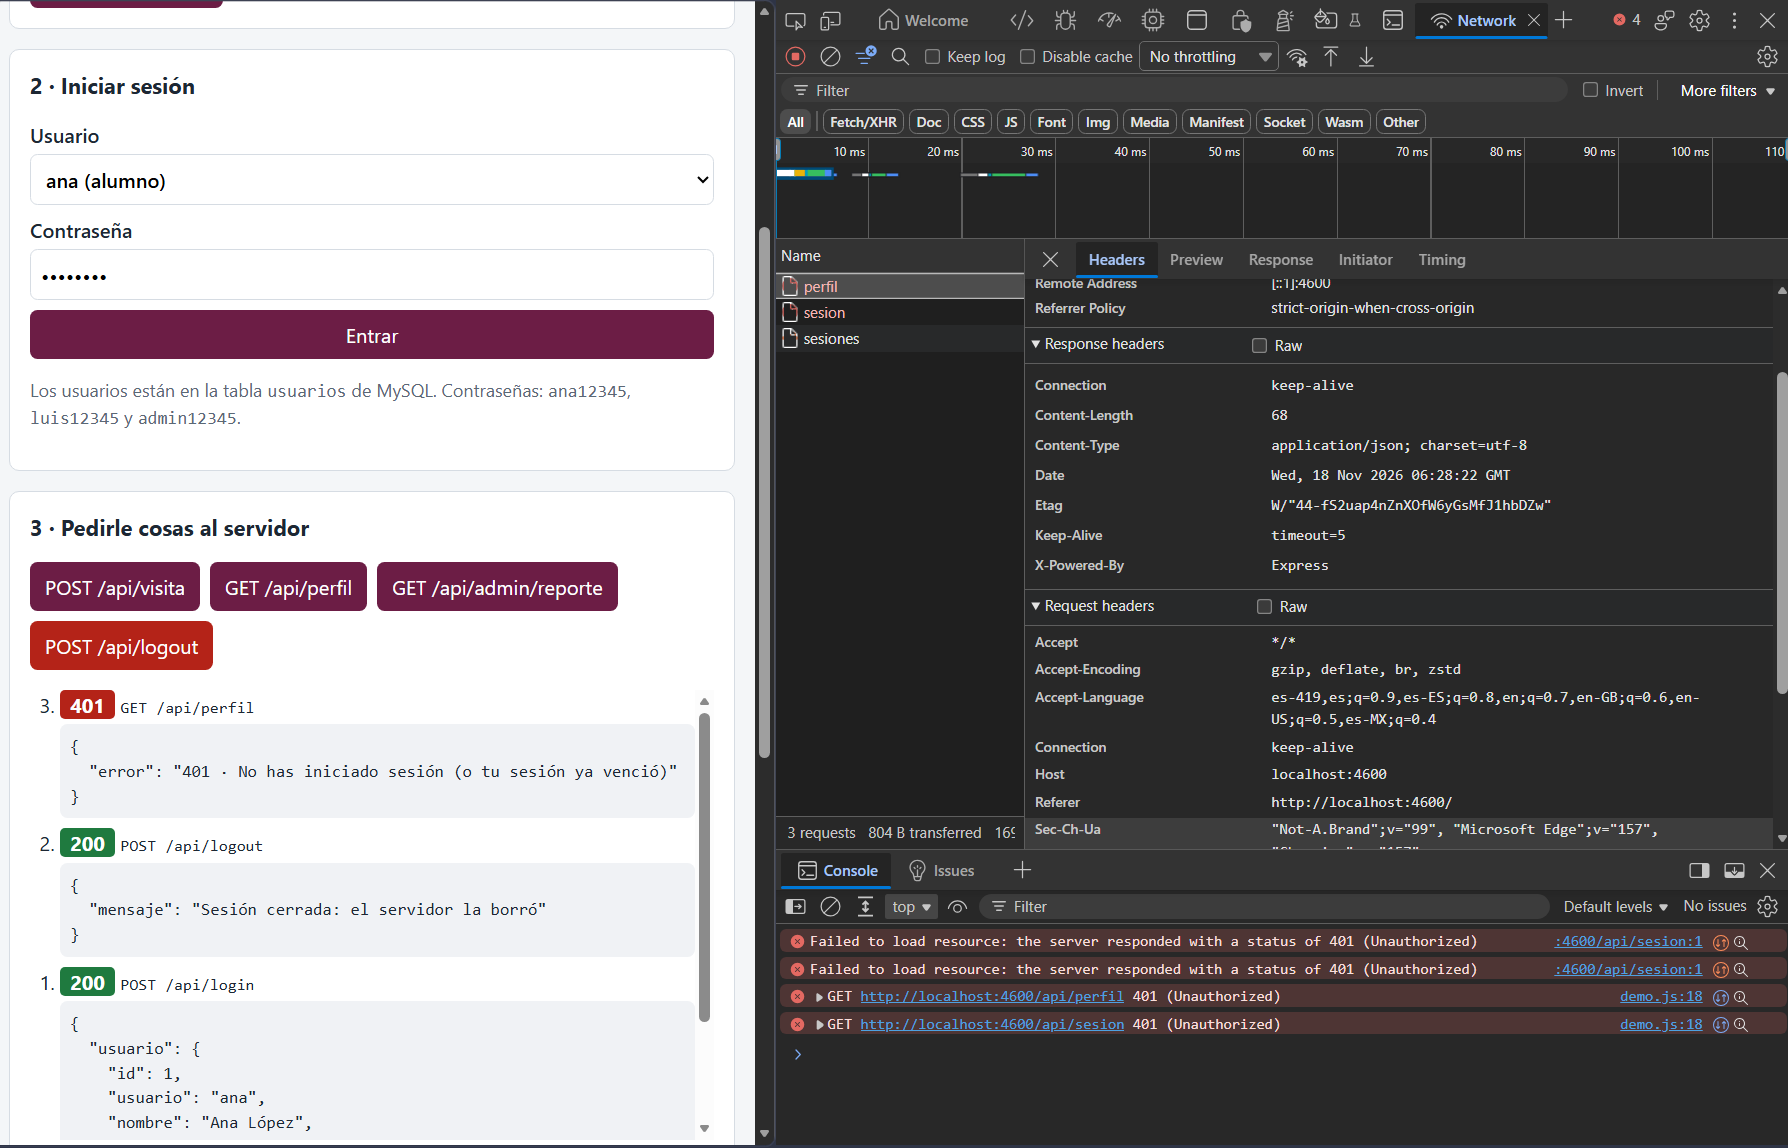 2 · Iniciar sesión
Usuario
ana (alumno)
Contraseña
••••••••
Entrar
Los usuarios están en la tabla usuarios de MySQL. Contraseñas: ana12345,
luis12345 y admin12345.
3 · Pedirle cosas al servidor
POST /api/visita
GET /api/perfil
GET /api/admin/reporte
POST /api/logout
3. 401 GET /api/perfil
{
"error": "401 · No has iniciado sesión (o tu sesión ya venció)"
}
2. 200 POST /api/logout
{
"mensaje": "Sesión cerrada: el servidor la borró"
}
1. 200 POST /api/login
{
"usuario": {
"id": 1,
"usuario": "ana",
"nombre": "Ana López",
Welcome
Network
4
Keep log
Disable cache
No throttling
Filter
Invert
More filters
All
Fetch/XHR
Doc
CSS
JS
Font
Img
Media
Manifest
Socket
Wasm
Other
10 ms
20 ms
30 ms
40 ms
50 ms
60 ms
70 ms
80 ms
90 ms
100 ms
110
Name
perfil
sesion
sesiones
3 requests 804 B transferred
Headers
Preview
Response
Initiator
Timing
Remote Address [::1]:4600
Referrer Policy strict-origin-when-cross-origin
Response headers Raw
Connection keep-alive
Content-Length 68
Content-Type application/json; charset=utf-8
Date Wed, 18 Nov 2026 06:28:22 GMT
Etag W/"44-fS2uap4nZnXOfW6yGsMfJ1hbDZw"
Keep-Alive timeout=5
X-Powered-By Express
Request headers Raw
Accept */*
Accept-Encoding gzip, deflate, br, zstd
Accept-Language es-419,es;q=0.9,es-ES;q=0.8,en;q=0.7,en-GB;q=0.6,en-
US;q=0.5,es-MX;q=0.4
Connection keep-alive
Host localhost:4600
Referer http://localhost:4600/
Sec-Ch-Ua "Not-A.Brand";v="99", "Microsoft Edge";v="157",
Console
Issues
top
Filter
Default levels
No issues
Failed to load resource: the server responded with a status of 401 (Unauthorized) :4600/api/sesion:1
Failed to load resource: the server responded with a status of 401 (Unauthorized) :4600/api/sesion:1
GET http://localhost:4600/api/perfil 401 (Unauthorized) demo.js:18
GET http://localhost:4600/api/sesion 401 (Unauthorized) demo.js:18